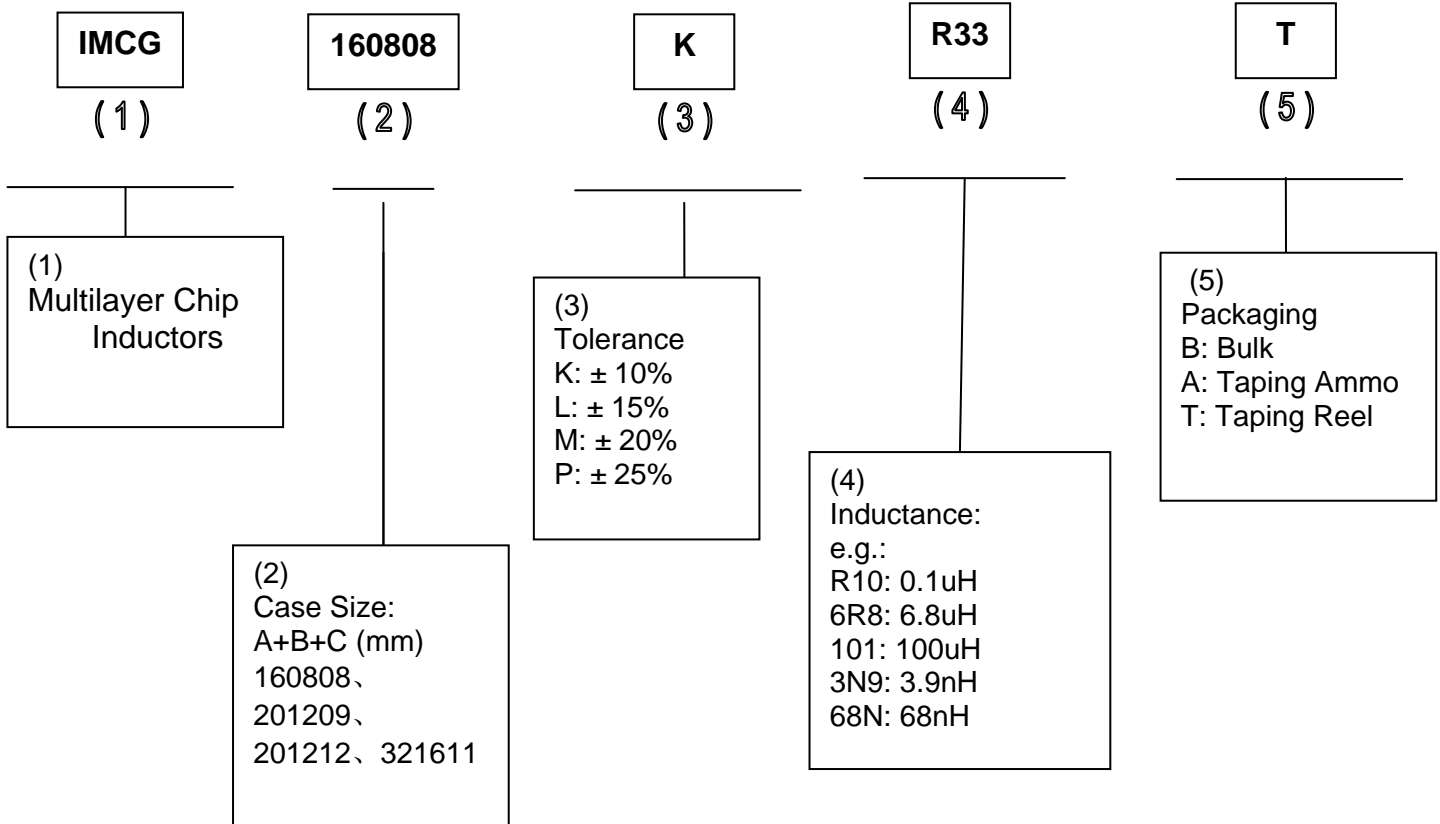 IMCG
160808
K
R33
T
(1)
(2)
(3)
(4)
(5)
(1)
Multilayer Chip
Inductors
(2)
Case Size:
A+B+C (mm)
160808、
201209、
201212、321611
(3)
Tolerance
K: ± 10%
L: ± 15%
M: ± 20%
P: ± 25%
(4)
Inductance:
e.g.:
R10: 0.1uH
6R8: 6.8uH
101: 100uH
3N9: 3.9nH
68N: 68nH
(5)
Packaging
B: Bulk
A: Taping Ammo
T: Taping Reel